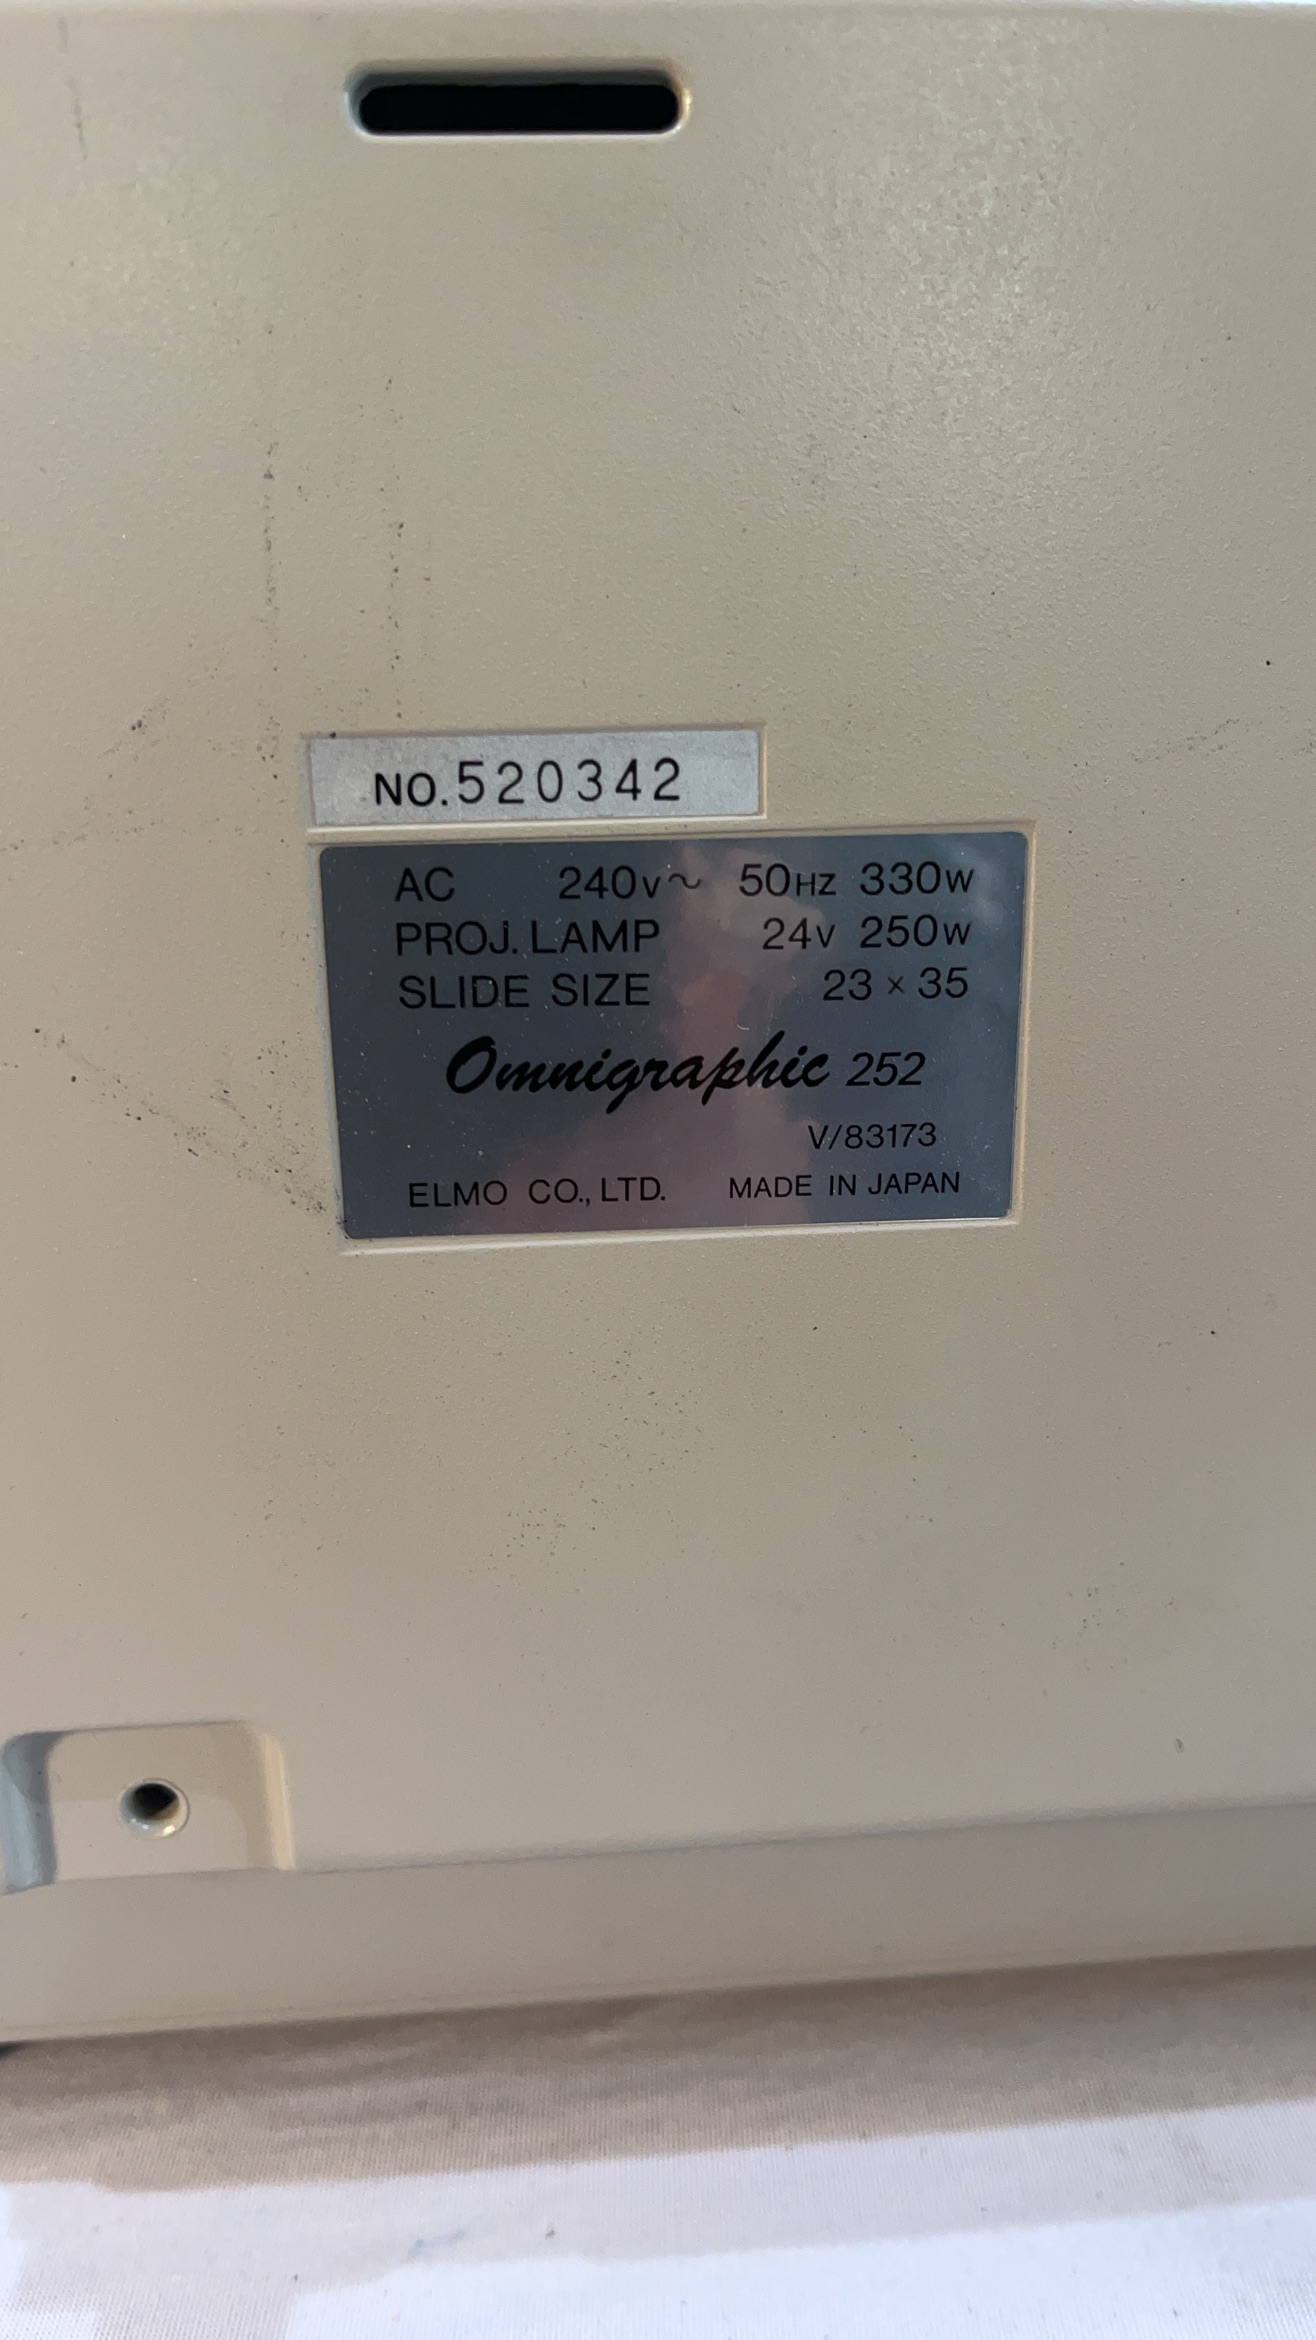 NO.520342
AC 240V~ 50HZ 330W
PROJ. LAMP 24V 250W
SLIDE SIZE 23 × 35
Omnigraphic 252
V/83173
ELMO CO., LTD. MADE IN JAPAN